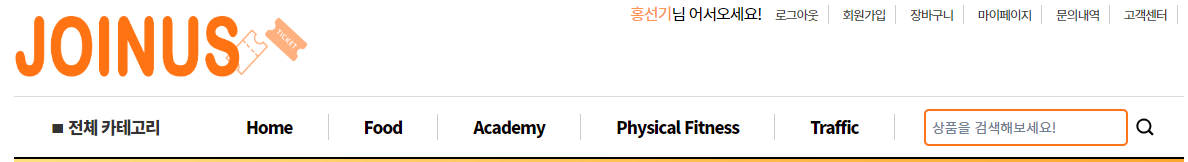 홍선기님 어서오세요! 로그아웃 회원가입 장바구니 마이페이지 문의내역 고객센터
JOINUS TICKET
■ 전체 카테고리 Home Food Academy Physical Fitness Traffic 상품을 검색해보세요!